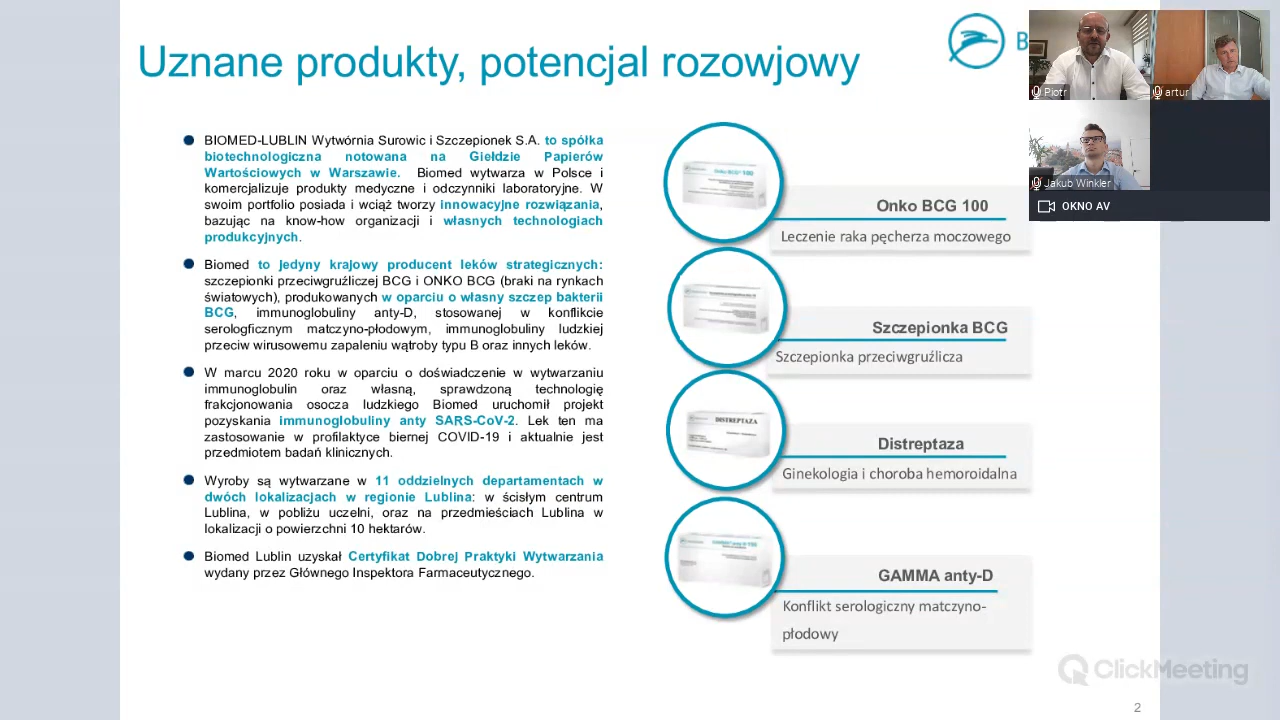 Uznane produkty, potencjal rozowjowy
B
BIOMED-LUBLIN Wytwórnia Surowic i Szczepionek S.A. to spółka
biotechnologiczna notowana na Giełdzie Papierów
Wartościowych w Warszawie. Biomed wytwarza w Polsce i
komercjalizuje produkty medyczne i odczynniki laboratoryjne. W
swoim portfolio posiada i wciąż tworzy innowacyjne rozwiązania,
bazując na know-how organizacji i własnych technologiach
produkcyjnych.
Biomed to jedyny krajowy producent leków strategicznych:
szczepionki przeciwgruźliczej BCG i ONKO BCG (braki na rynkach
światowych), produkowanych w oparciu o własny szczep bakterii
BCG, immunoglobuliny anty-D, stosowanej w konflikcie
serologficznym matczyno-płodowym, immunoglobuliny ludzkiej
przeciw wirusowemu zapaleniu wątroby typu B oraz innych leków.
W marcu 2020 roku w oparciu o doświadczenie w wytwarzaniu
immunoglobulin oraz własną, sprawdzoną technologię
frakcjonowania osocza ludzkiego Biomed uruchomił projekt
pozyskania immunoglobuliny anty SARS-CoV-2. Lek ten ma
zastosowanie w profilaktyce biernej COVID-19 i aktualnie jest
przedmiotem badań klinicznych.
Wyroby są wytwarzane w 11 oddzielnych departamentach w
dwóch lokalizacjach w regionie Lublina: w ścisłym centrum
Lublina, w pobliżu uczelni, oraz na przedmieściach Lublina w
lokalizacji o powierzchni 10 hektarów.
Biomed Lublin uzyskał Certyfikat Dobrej Praktyki Wytwarzania
wydany przez Głównego Inspektora Farmaceutycznego.
Onko BCG 100
Onko BCG 100
Leczenie raka pęcherza moczowego
Szczepionka BCG
Szczepionka przeciwgruźlicza
DISTREPTAZA
Distreptaza
Ginekologia i choroba hemoroidalna
GAMMA anty-D
Konflikt serologiczny matczyno-
płodowy
Piotr
artur
Jakub Winkler
OKNO AV
ClickMeeting
2